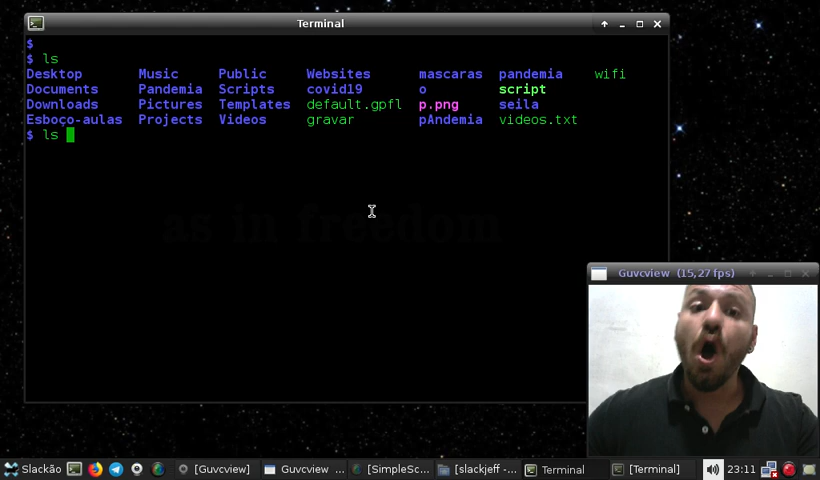 Terminal
$
$ ls
Desktop Music Public Websites mascaras pandemia wifi
Documents Pandemia Scripts covid19 o script
Downloads Pictures Templates default.gpfl p.png seila
Esboço-aulas Projects Videos gravar pAndemia videos.txt
$ ls
as in freedom
Guvcview (15,27 fps)
Slackão [Guvcview] Guvcview ... [SimpleSc... [slackjeff -... Terminal [Terminal] 23:11